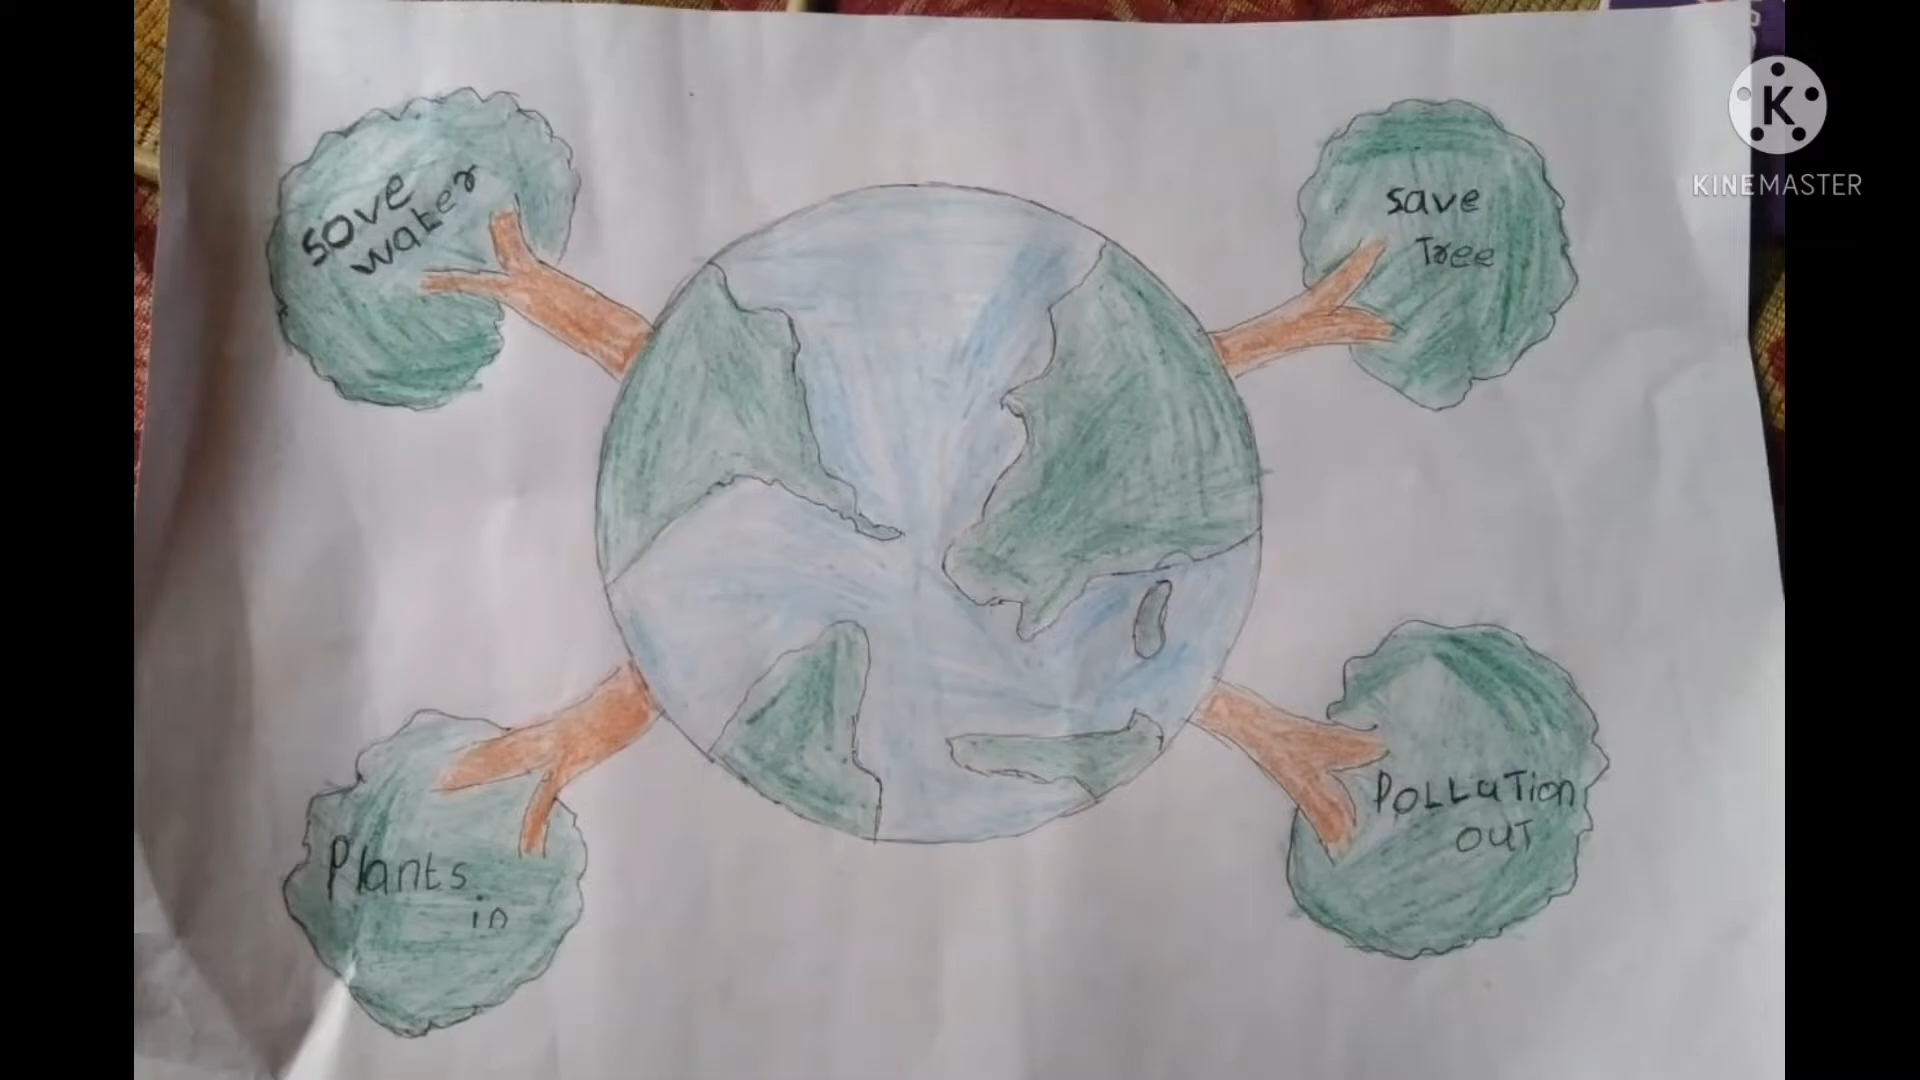 sove
water
save
Tree
Plants
in
POLLUTion
OUT
KINEMASTER